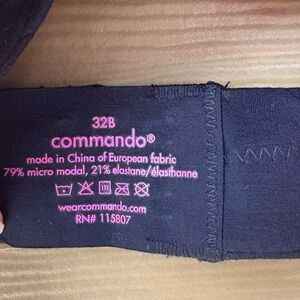 32B
commando®
made in China of European fabric
79% micro modal, 21% elastane/élasthanne
wearcommando.com
RN# 115807